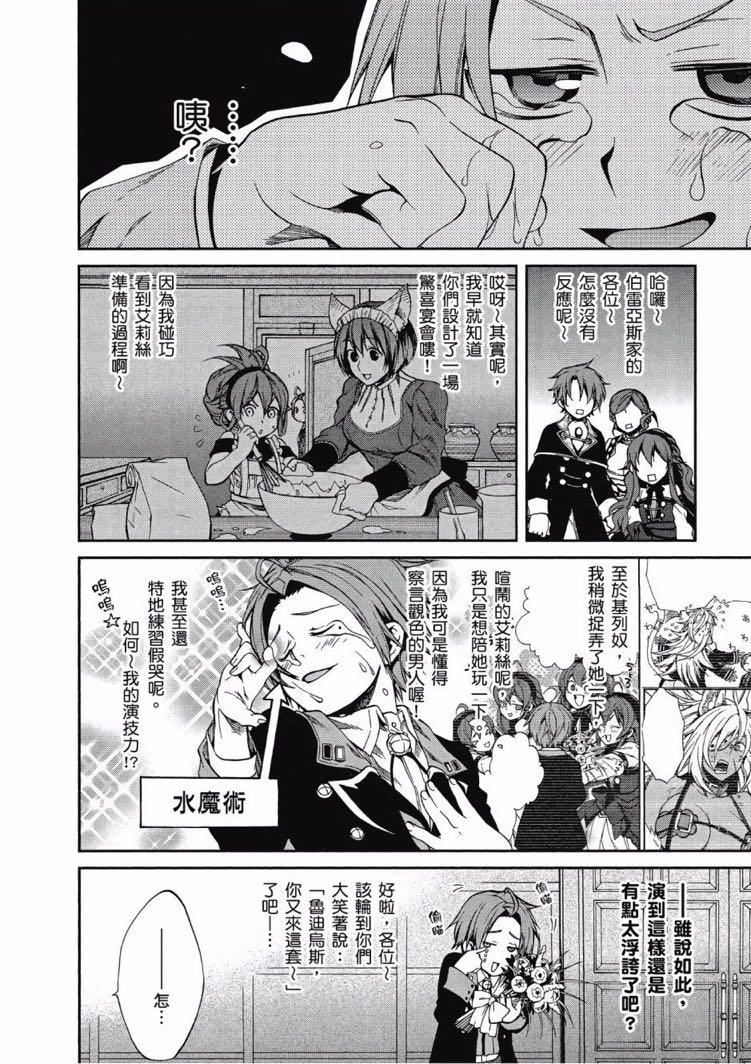 ……
咦？
哈囉～
伯雷亞斯家的
各位～
怎麼沒有
反應呢～
哎呀～其實呢，
我早就知道
你們設計了一場
驚喜宴會嘍！
因為我碰巧
看到艾莉絲
準備的過程啊～
至於基列奴，
我稍微捉弄了她一下！
喧鬧的艾莉絲呢，
我只是想陪她玩一下。
因為我可是懂得
察言觀色的男人喔！
嗚嗚…
嗚嗚☆
我甚至還
特地練習假哭呢。
如何～我的演技力！？
水魔術
——雖說如此，
演到這樣還是
有點太浮誇了吧？
偷瞄
偷瞄
好啦，各位～
該輪到你們
大笑著說：
「魯迪烏斯，
你又來這套～」
了吧—…
——怎…